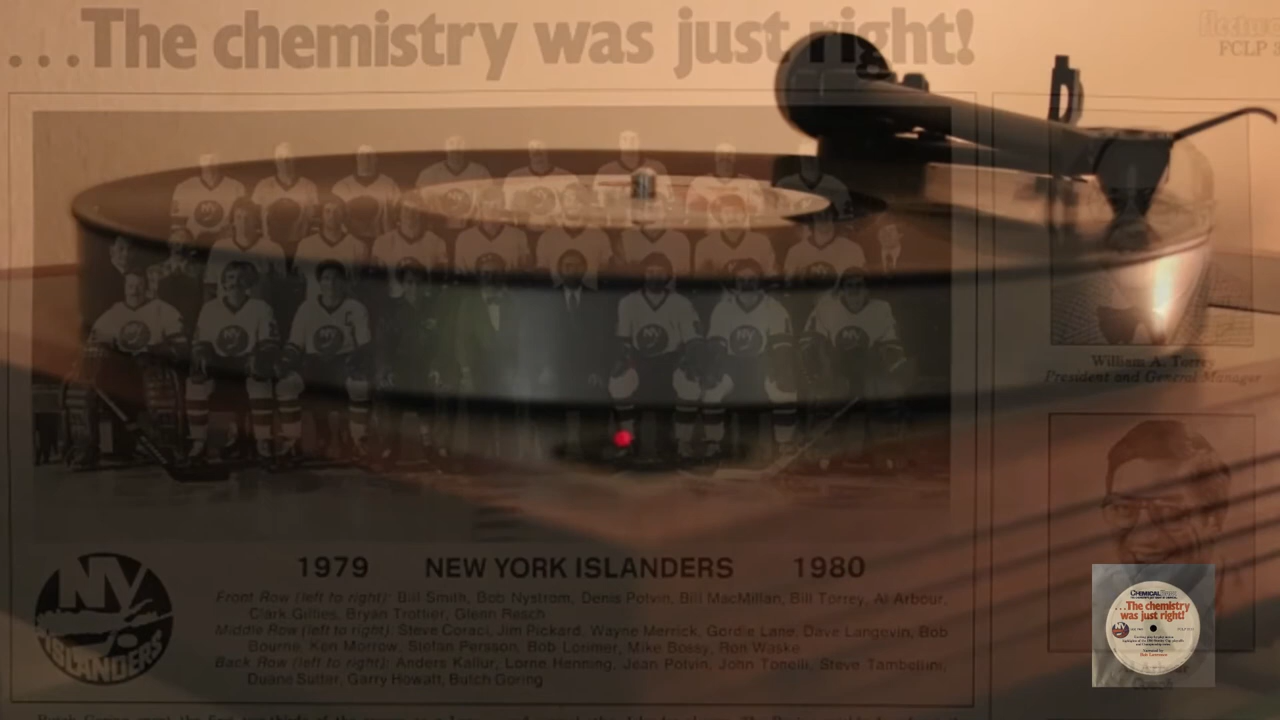 ...The chemistry was just right!
FCLP
William A. Torrey
President and General Manager
NY
ISLANDERS
1979 NEW YORK ISLANDERS 1980
Front Row (left to right): Bill Smith, Bob Nystrom, Denis Potvin, Bill MacMillan, Bill Torrey, Al Arbour,
Clark Gillies, Bryan Trottier, Glenn Resch
Middle Row (left to right): Steve Coraci, Jim Pickard, Wayne Merrick, Gordie Lane, Dave Langevin, Bob
Bourne, Ken Morrow, Stefan Persson, Bob Lorimer, Mike Bossy, Ron Waske
Back Row (left to right): Anders Kallur, Lorne Henning, Jean Potvin, John Tonelli, Steve Tambellini,
Duane Sutter, Garry Howatt, Butch Goring
...The chemistry
was just right!